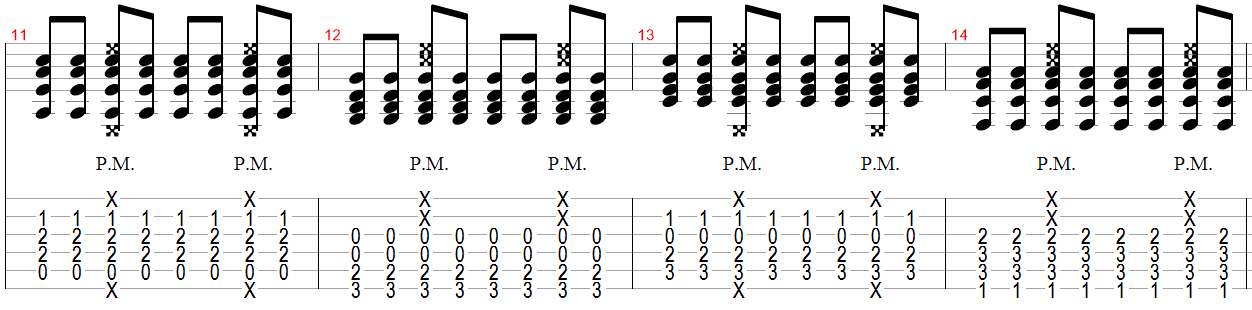 11 12 13 14
P.M. P.M. P.M. P.M. P.M. P.M. P.M. P.M.
X X X X X X X X
1 1 1 1 1 1 1 1 X X 1 1 1 1 1 1 1 1 X X
2 2 2 2 2 2 2 2 0 0 0 0 0 0 0 0 0 0 0 0 0 0 0 0 2 2 2 2 2 2 2 2
2 2 2 2 2 2 2 2 0 0 0 0 0 0 0 0 2 2 2 2 2 2 2 2 3 3 3 3 3 3 3 3
0 0 0 0 0 0 0 0 2 2 2 2 2 2 2 2 3 3 3 3 3 3 3 3 3 3 3 3 3 3 3 3
X X 3 3 3 3 3 3 3 3 X X 1 1 1 1 1 1 1 1